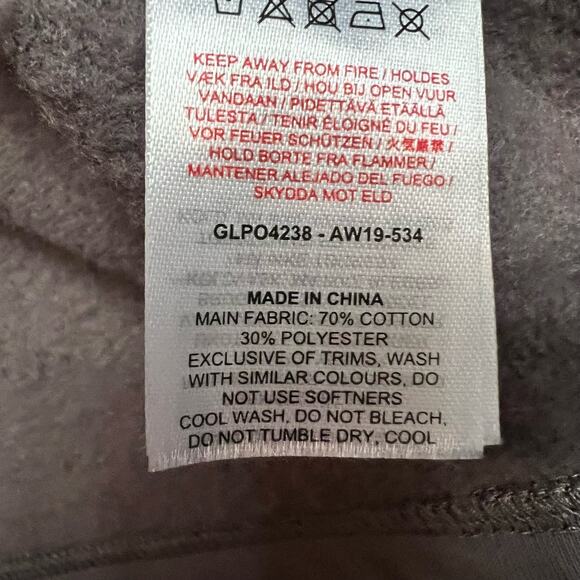 KEEP AWAY FROM FIRE / HOLDES
VÆK FRA ILD / HOU BIJ OPEN VUUR
VANDAAN / PIDETTÄVÄ ETÄÄLLÄ
TULESTA / TENIR ÉLOIGNÉ DU FEU /
VOR FEUER SCHÜTZEN / 火気厳禁 /
HOLD BORTE FRA FLAMMER /
MANTENER ALEJADO DEL FUEGO /
SKYDDA MOT ELD
GLPO4238 - AW19-534
MADE IN CHINA
MAIN FABRIC: 70% COTTON
30% POLYESTER
EXCLUSIVE OF TRIMS, WASH
WITH SIMILAR COLOURS, DO
NOT USE SOFTNERS
COOL WASH, DO NOT BLEACH,
DO NOT TUMBLE DRY, COOL